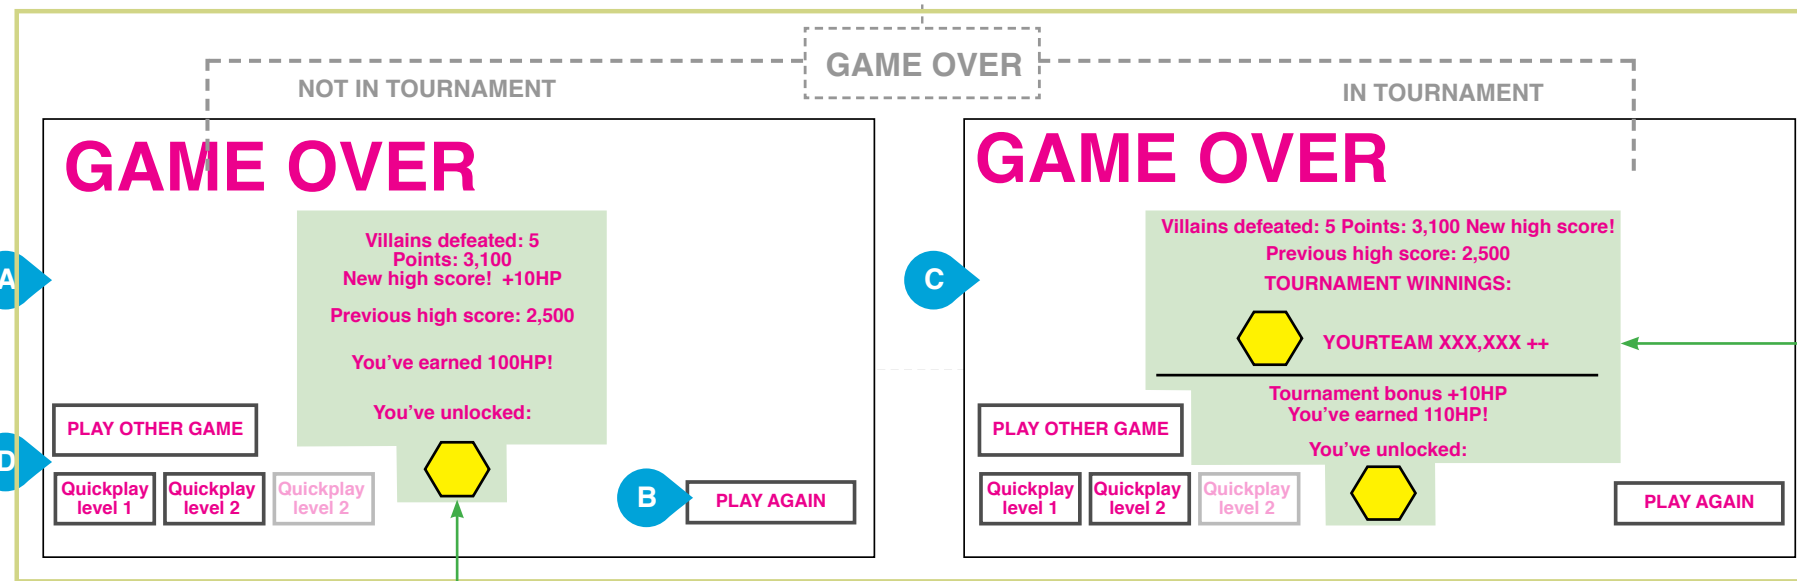 GAME OVER
NOT IN TOURNAMENT
IN TOURNAMENT
GAME OVER
Villains defeated: 5
Points: 3,100
New high score! +10HP
Previous high score: 2,500
You've earned 100HP!
You've unlocked:
A
PLAY OTHER GAME
D
Quickplay level 1
Quickplay level 2
Quickplay level 2
B
PLAY AGAIN
GAME OVER
Villains defeated: 5 Points: 3,100 New high score!
Previous high score: 2,500
TOURNAMENT WINNINGS:
C
YOURTEAM XXX,XXX ++
Tournament bonus +10HP
You've earned 110HP!
You've unlocked:
PLAY OTHER GAME
Quickplay level 1
Quickplay level 2
Quickplay level 2
PLAY AGAIN